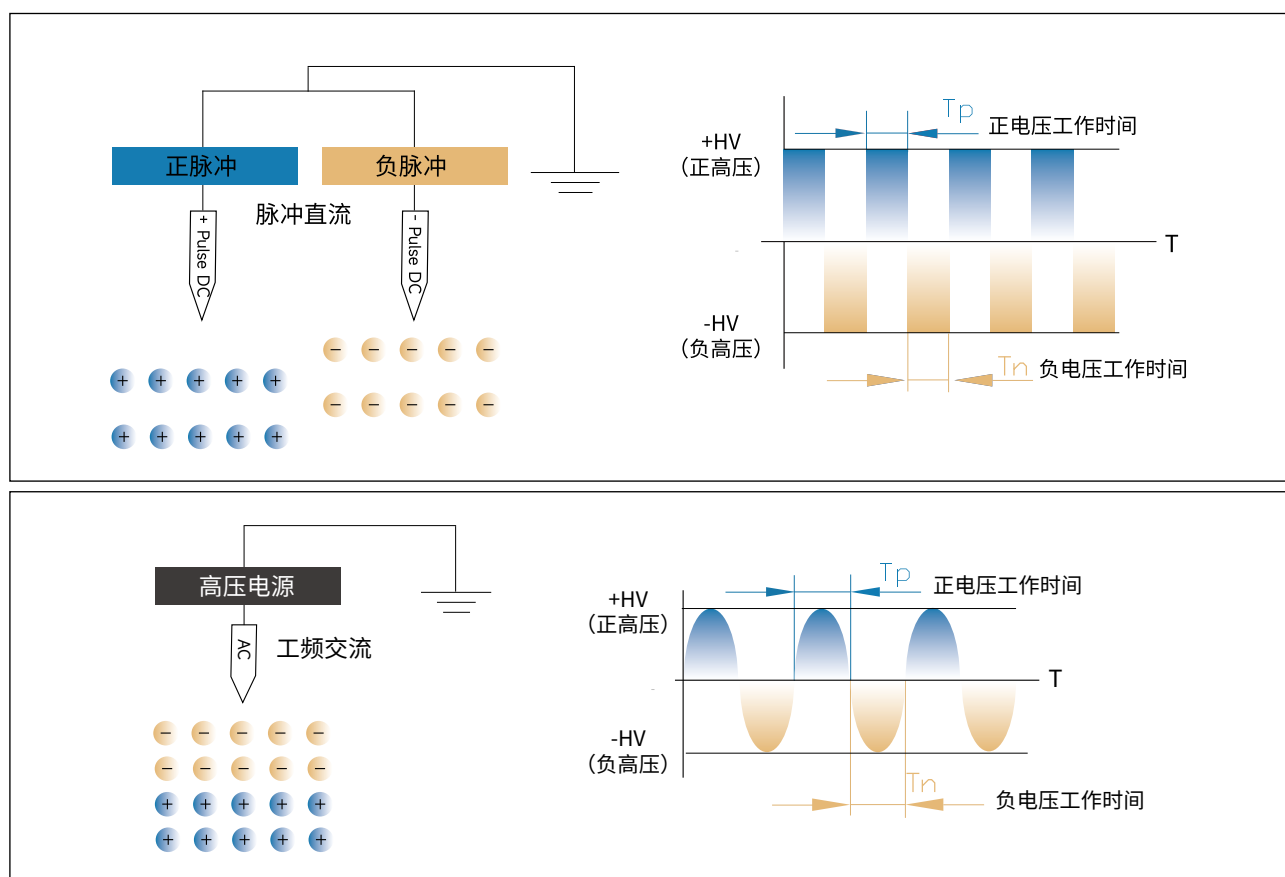 正脉冲
负脉冲
脉冲直流
+ Pulse DC
- Pulse DC
+HV
（正高压）
Tp
正电压工作时间
T
-HV
（负高压）
Tn
负电压工作时间
高压电源
AC
工频交流
+HV
（正高压）
Tp
正电压工作时间
T
-HV
（负高压）
Tn
负电压工作时间